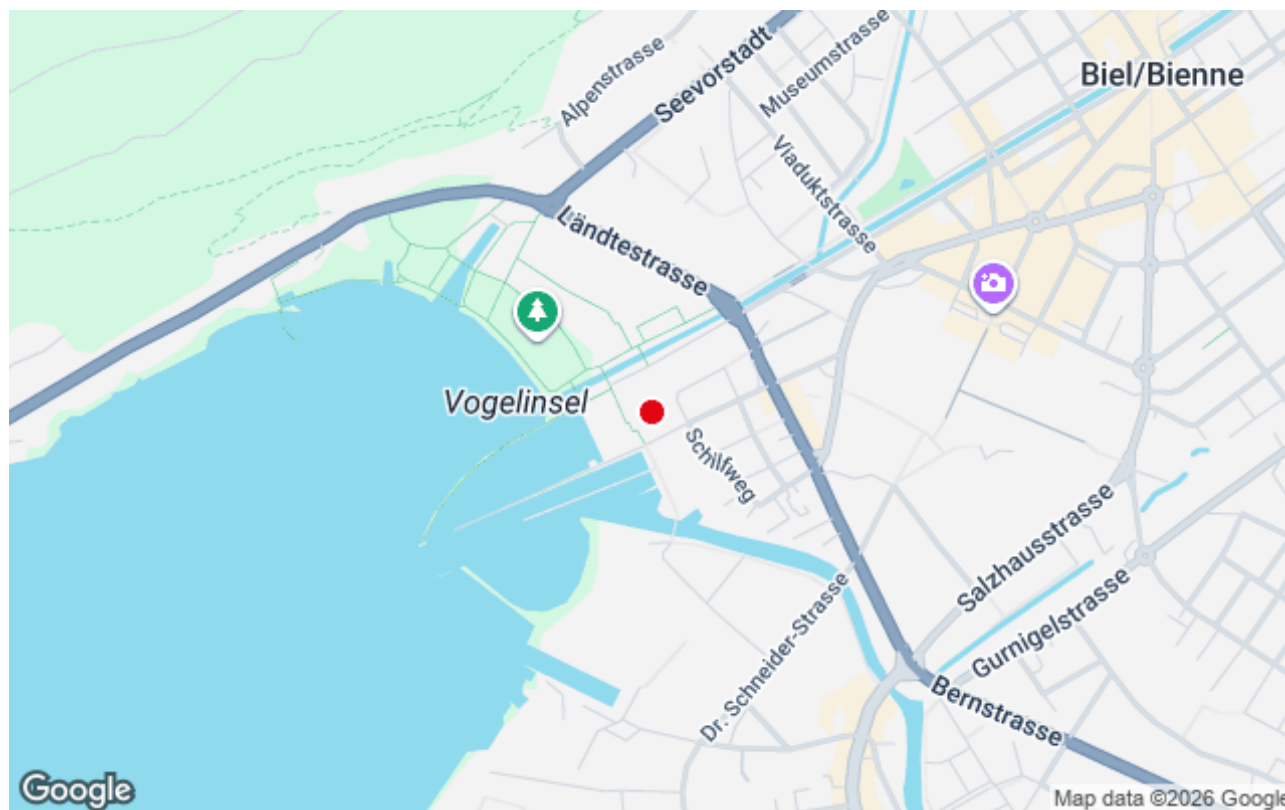 Biel/Bienne
Seevorstadt
Alpenstrasse
Museumstrasse
Viaduktstrasse
Ländtestrasse
Vogelinsel
Schilfweg
Salzhausstrasse
Gurnigelstrasse
Dr. Schneider-Strasse
Bernstrasse
Google
Map data ©2026 Google